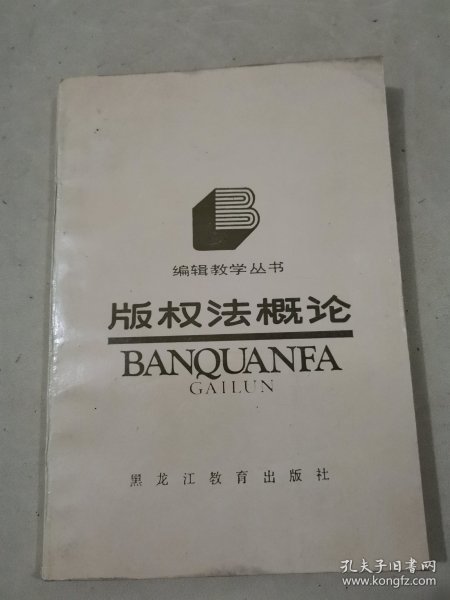 编辑教学丛书
版权法概论
BANQUANFA
GAILUN
黑龙江教育出版社
孔夫子旧书网
www.kongfz.com